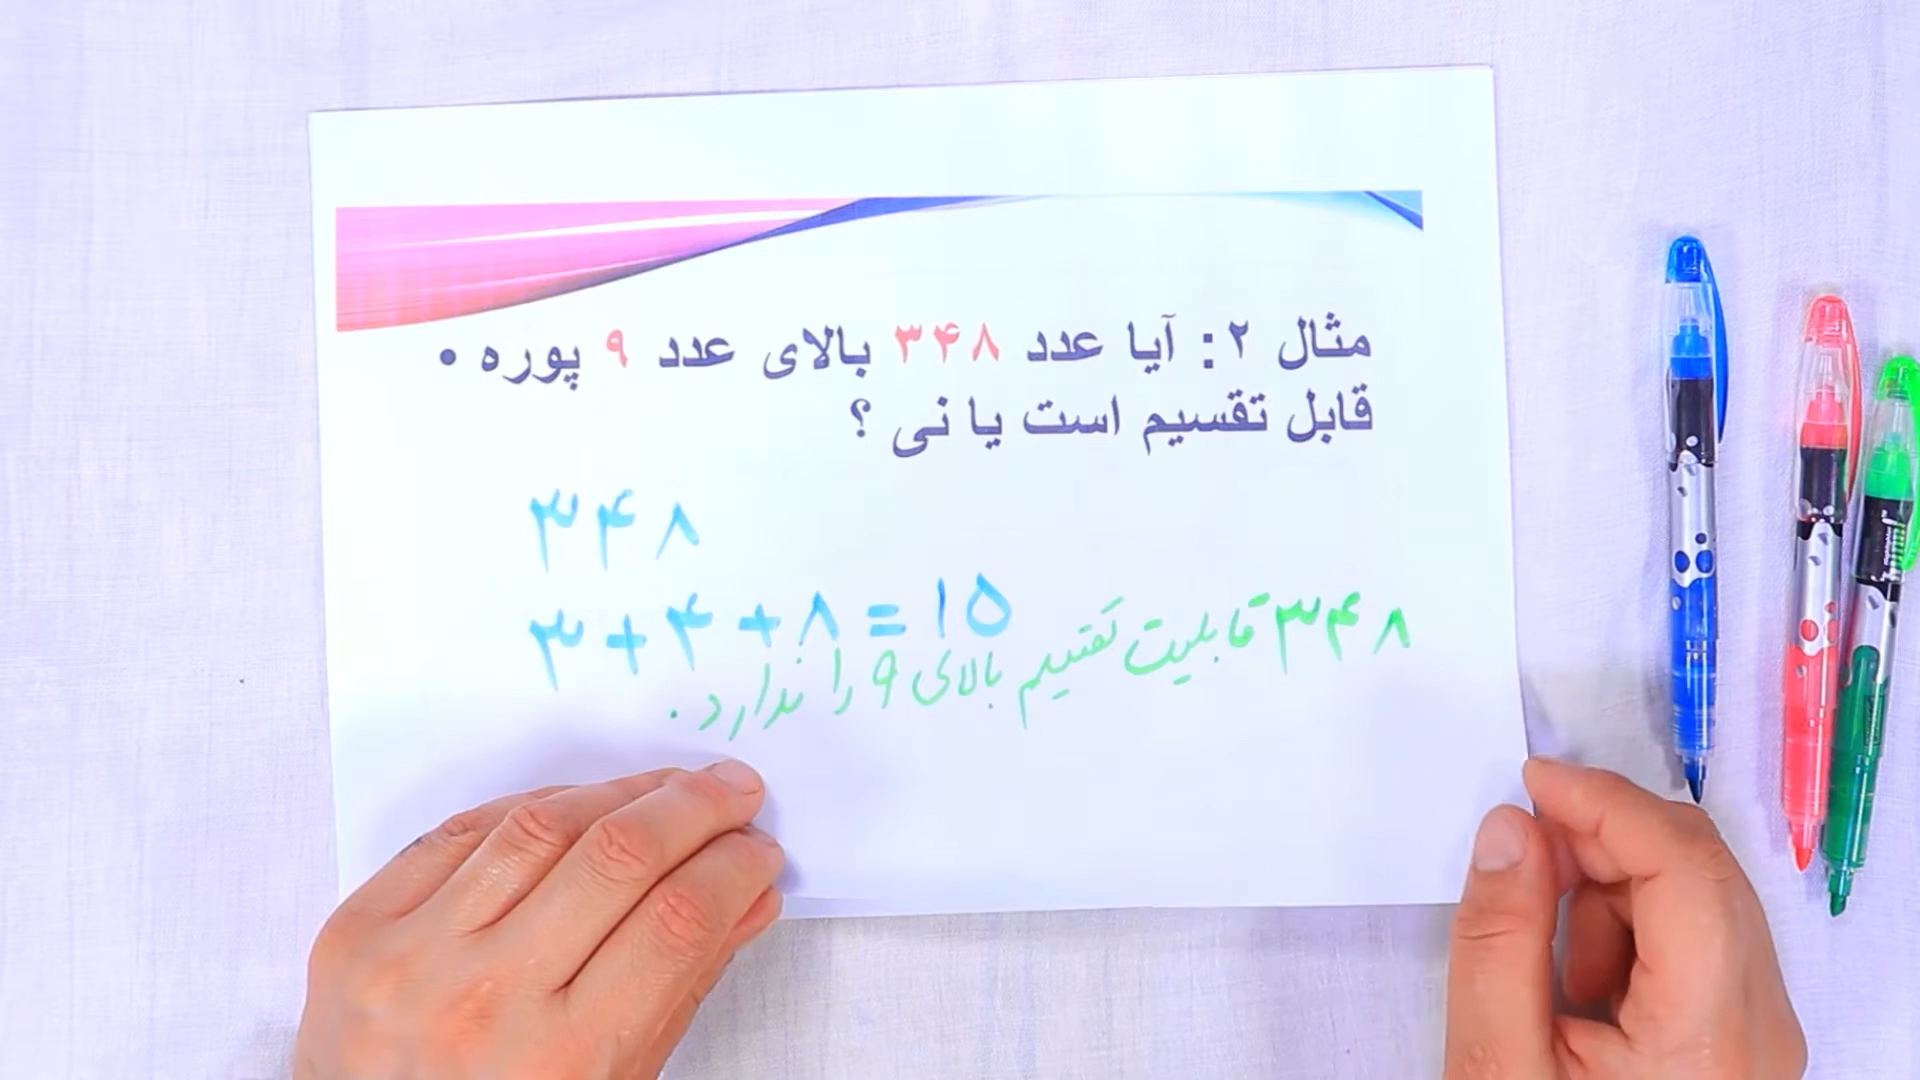 مثال ۲: آیا عدد ۳۴۸ بالای عدد ۹ پوره •
قابل تقسیم است یا نی ؟
۳۴۸
۳+۴+۸=۱۵
۳۴۸ قابلیت تقسیم بالای ۹ را ندارد.